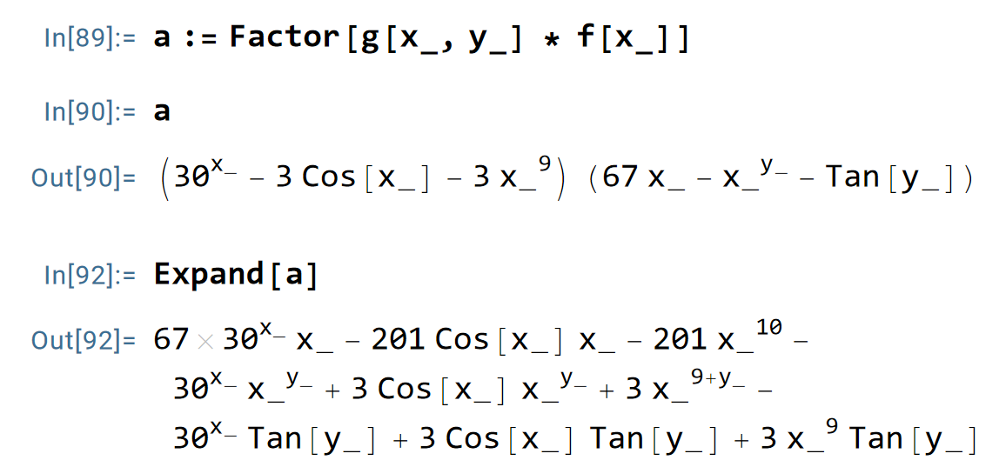 In[89]:= a := Factor[g[x_, y_] * f[x_]]
In[90]:= a
Out[90]= (30^x_ − 3 Cos[x_] − 3 x_^9) (67 x_ − x_^y_ − Tan[y_])
In[92]:= Expand[a]
Out[92]= 67 × 30^x_ x_ − 201 Cos[x_] x_ − 201 x_^10 −
30^x_ x_^y_ + 3 Cos[x_] x_^y_ + 3 x_^(9+y_) −
30^x_ Tan[y_] + 3 Cos[x_] Tan[y_] + 3 x_^9 Tan[y_]